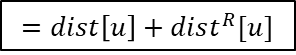 = dist[u] + dist^R[u]